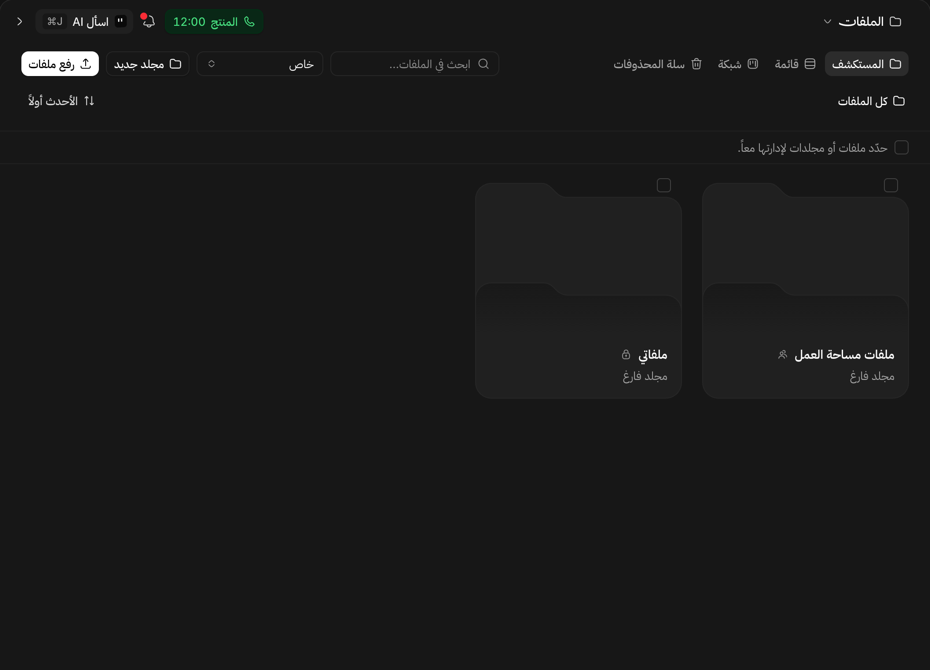 الملفات
المنتج 12:00
اسأل AI ⌘J
المستكشف
قائمة
شبكة
سلة المحذوفات
ابحث في الملفات...
خاص
مجلد جديد
رفع ملفات
كل الملفات
الأحدث أولاً
حدّد ملفات أو مجلدات لإدارتها معاً.
ملفات مساحة العمل
مجلد فارغ
ملفاتي
مجلد فارغ